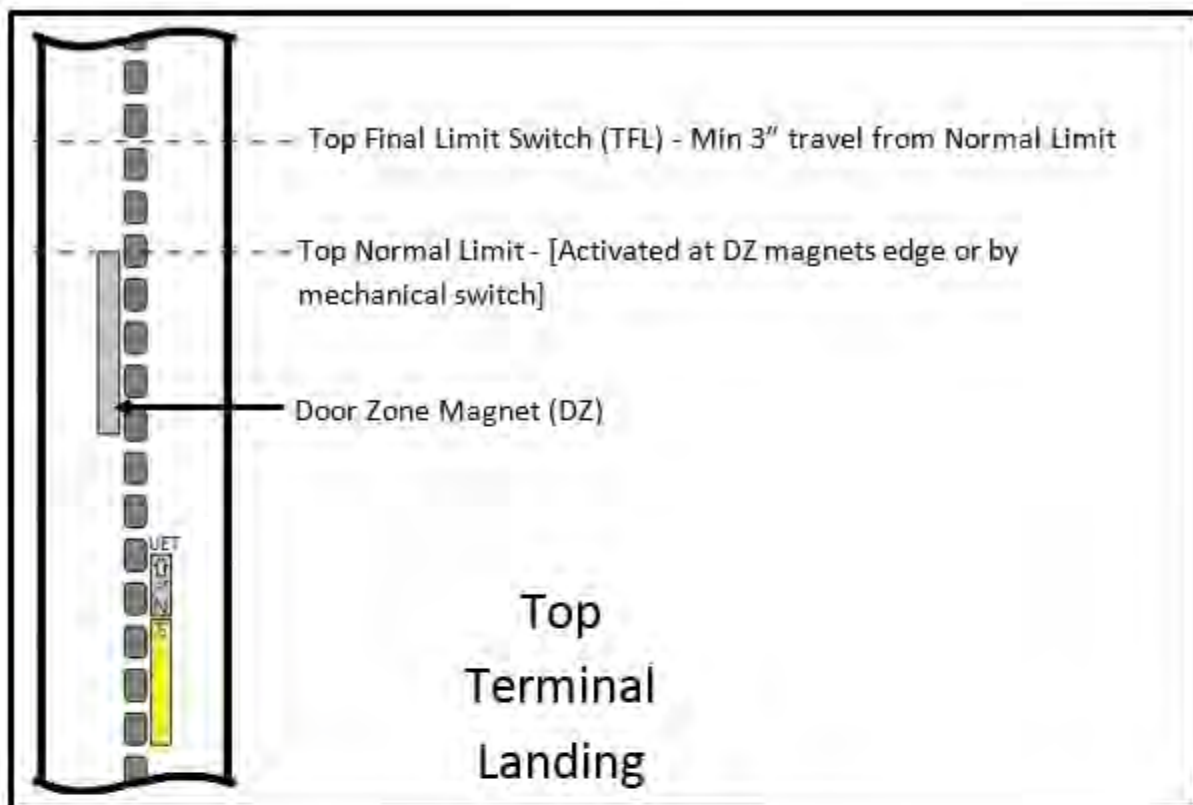 Top Final Limit Switch (TFL) - Min 3" travel from Normal Limit
Top Normal Limit - [Activated at DZ magnets edge or by
mechanical switch]
Door Zone Magnet (DZ)
UET
N
Top
Terminal
Landing